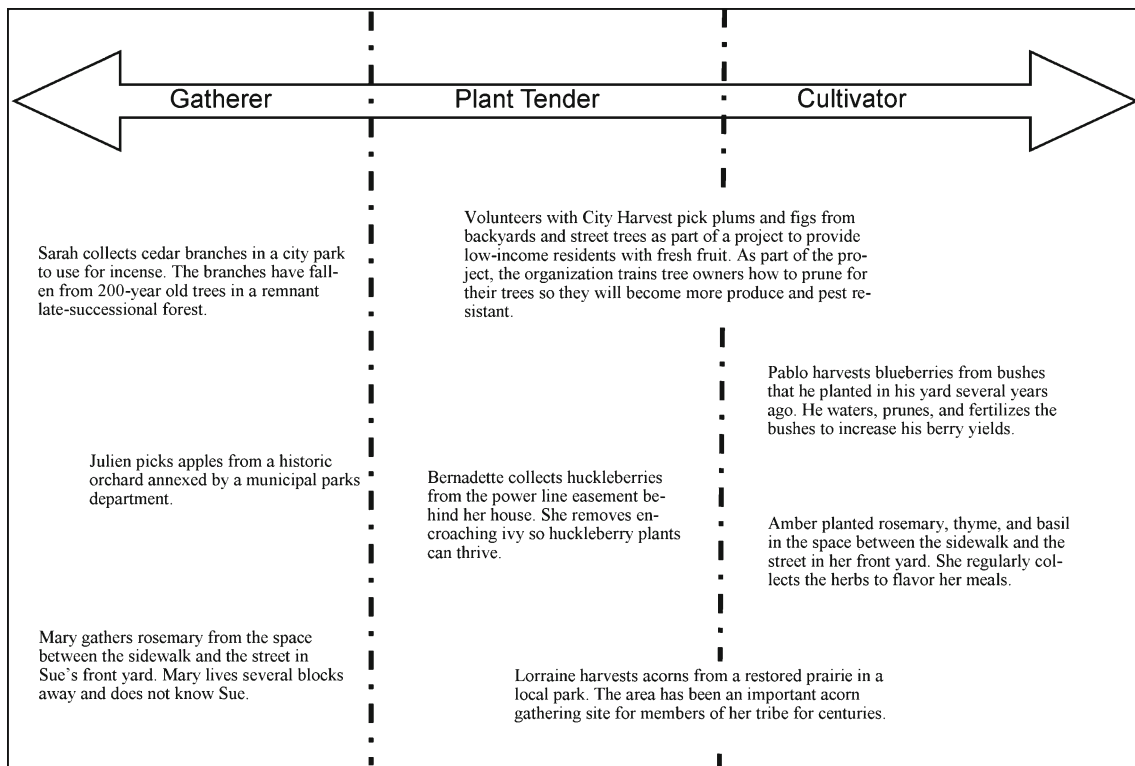 Gatherer
Plant Tender
Cultivator
Sarah collects cedar branches in a city park
to use for incense. The branches have fall-
en from 200-year old trees in a remnant
late-successional forest.
Volunteers with City Harvest pick plums and figs from
backyards and street trees as part of a project to provide
low-income residents with fresh fruit. As part of the pro-
ject, the organization trains tree owners how to prune for
their trees so they will become more produce and pest re-
sistant.
Pablo harvests blueberries from bushes
that he planted in his yard several years
ago. He waters, prunes, and fertilizes the
bushes to increase his berry yields.
Julien picks apples from a historic
orchard annexed by a municipal parks
department.
Bernadette collects huckleberries
from the power line easement be-
hind her house. She removes en-
croaching ivy so huckleberry plants
can thrive.
Amber planted rosemary, thyme, and basil
in the space between the sidewalk and the
street in her front yard. She regularly col-
lects the herbs to flavor her meals.
Mary gathers rosemary from the space
between the sidewalk and the street in
Sue's front yard. Mary lives several blocks
away and does not know Sue.
Lorraine harvests acorns from a restored prairie in a
local park. The area has been an important acorn
gathering site for members of her tribe for centuries.